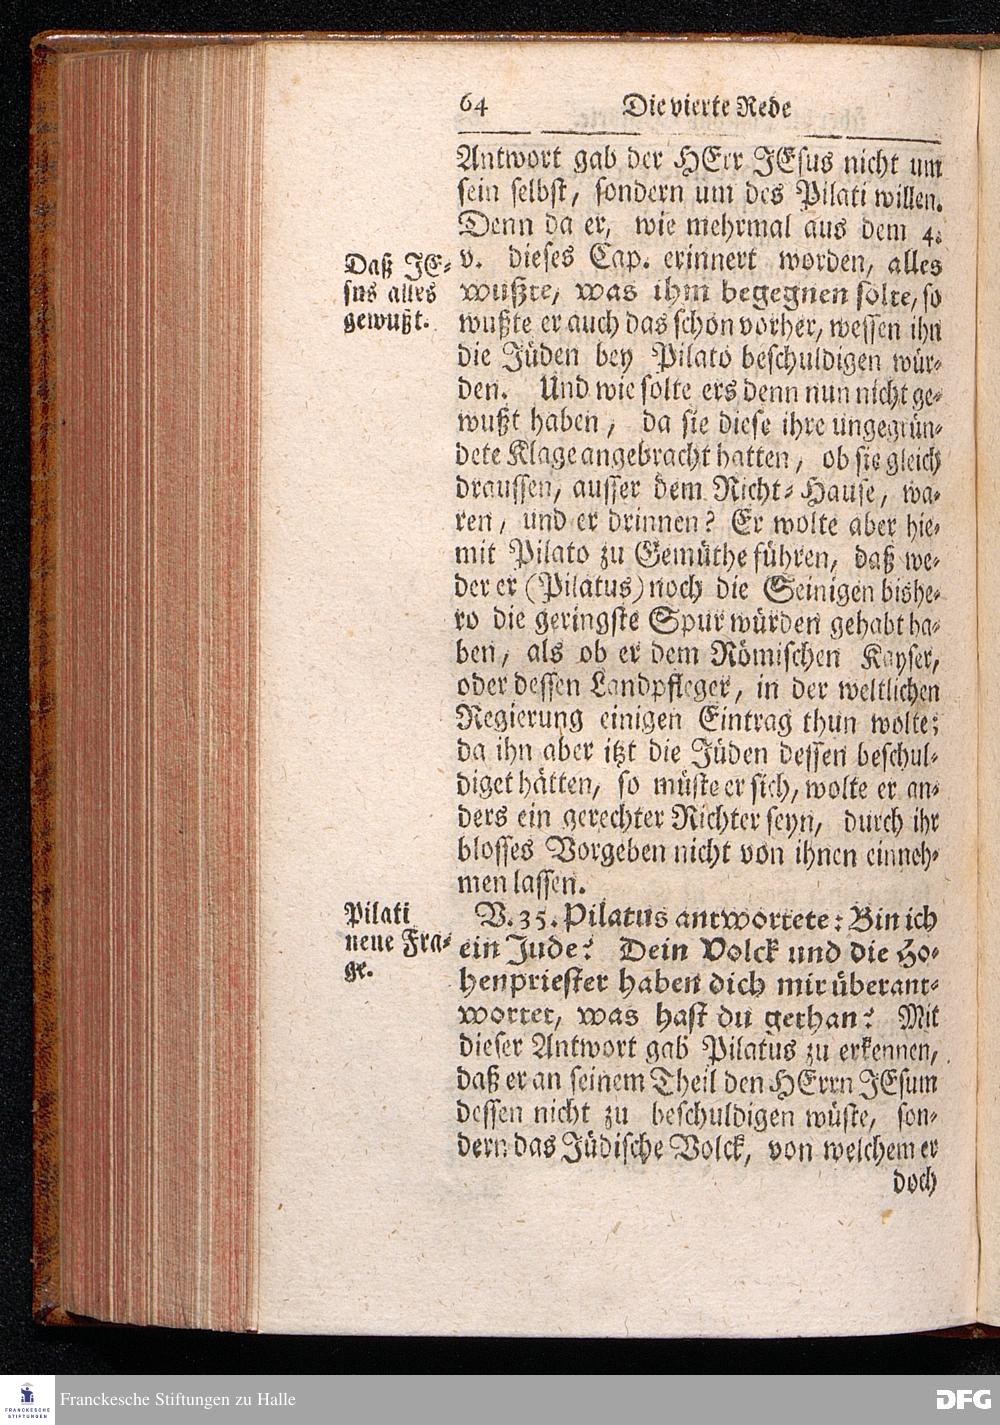 64 Die vierte Rede
Antwort gab der HErr JEsus nicht um
sein selbst, sondern um des Pilati willen.
Denn da er, wie mehrmal aus dem 4.
v. dieses Cap. erinnert worden, alles
wußte, was ihm begegnen solte, so
wußte er auch das schon vorher, wessen ihn
die Jüden bey Pilato beschuldigen wür-
den. Und wie solte ers denn nun nicht ge-
wußt haben, da sie diese ihre ungegrün-
dete Klage angebracht hatten, ob sie gleich
draussen, ausser dem Richt-Hause, wa-
ren, und er drinnen? Er wolte aber hie-
mit Pilato zu Gemüthe führen, daß we-
der er (Pilatus) noch die Seinigen bishe-
ro die geringste Spur würden gehabt ha-
ben, als ob er dem Römischen Kayser,
oder dessen Landpfleger, in der weltlichen
Regierung einigen Eintrag thun wolte;
da ihn aber itzt die Jüden dessen beschul-
diget hätten, so müste er sich, wolte er an-
ders ein gerechter Richter seyn, durch ihr
blosses Vorgeben nicht von ihnen einneh-
men lassen.
V. 35. Pilatus antwortete: Bin ich
ein Jude? Dein Volck und die Ho-
henpriester haben dich mir überant-
wortet, was hast du gethan? Mit
dieser Antwort gab Pilatus zu erkennen,
daß er an seinem Theil den HErrn JEsum
dessen nicht zu beschuldigen wüste, son-
dern das Jüdische Volck, von welchem er
doch
Daß JE-
sus alles
gewußt.
Pilati
neue Fra-
ge.
FRANCKESCHE
STIFTUNGEN
Franckesche Stiftungen zu Halle
DFG